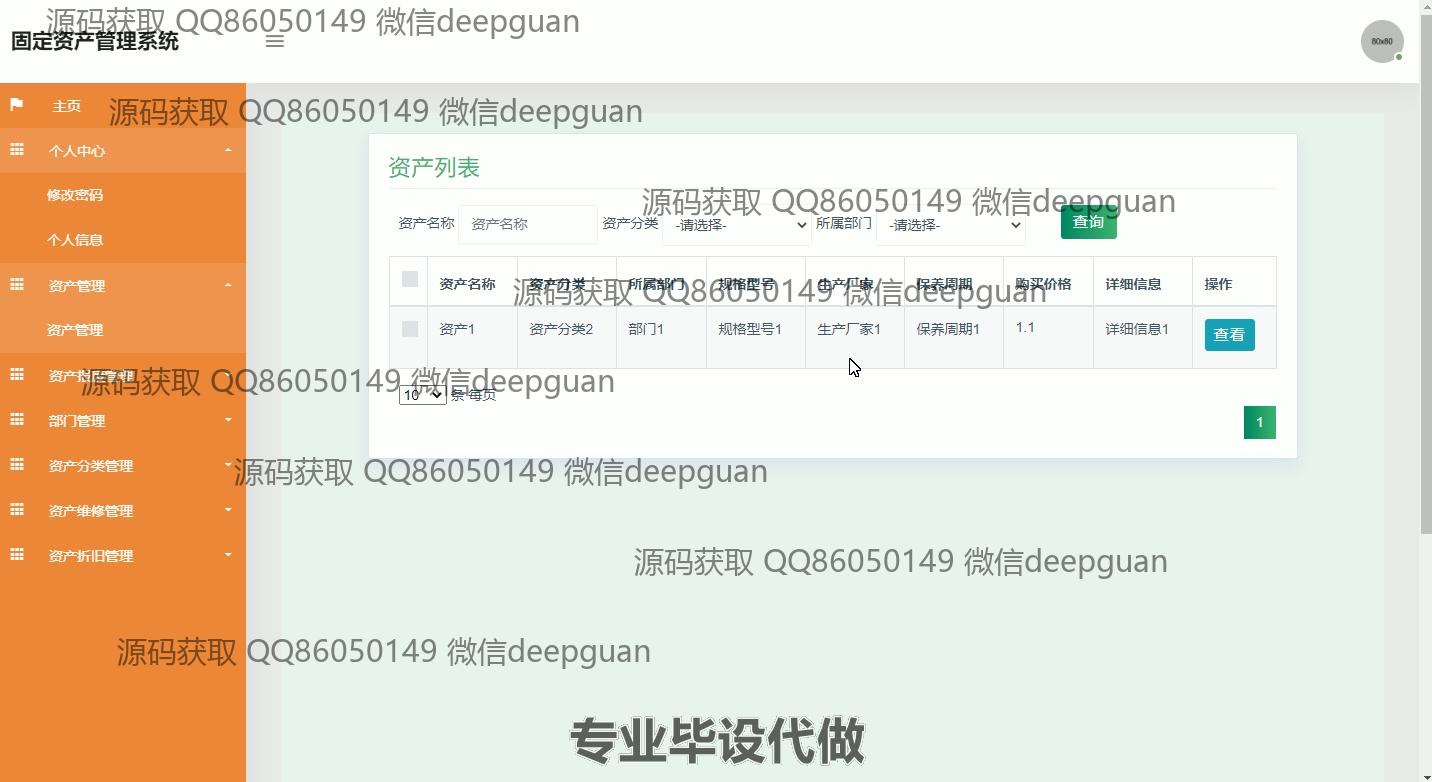 源码获取 QQ86050149 微信deepguan
固定资产管理系统
80x80
主页
源码获取 QQ86050149 微信deepguan
个人中心
资产列表
修改密码
源码获取 QQ86050149 微信deepguan
资产名称 资产名称 资产分类 -请选择- 所属部门 -请选择- 查询
个人信息
资产管理
资产名称 资产分类 所属部门 规格型号 生产厂家 保养周期 购买价格 详细信息 操作
源码获取 QQ86050149 微信deepguan
资产管理
资产1 资产分类2 部门1 规格型号1 生产厂家1 保养周期1 1.1 详细信息1 查看
源码获取 QQ86050149 微信deepguan
10 条 每页
部门管理
1
资产分类管理
源码获取 QQ86050149 微信deepguan
资产维修管理
资产折旧管理
源码获取 QQ86050149 微信deepguan
源码获取 QQ86050149 微信deepguan
专业毕设代做